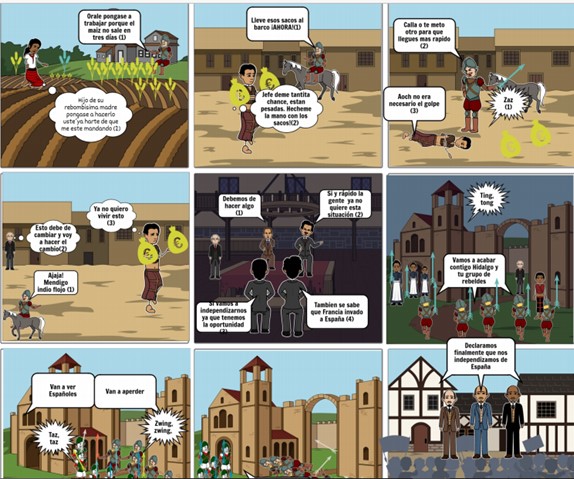 Orale pongase a
trabajar porque el
maiz no sale en
tres dias (1)
Hijo de su
rebombisima madre
pongase a hacerlo
uste'ya harte de que
me este mandando (1)
Lleve esos sacos al
barco ¡AHORA!(1)
Jefe deme tantita
chance, estan
pesadas. Hecheme
la mano con los
sacos!(2)
Calla o te meto
otro para que
llegues mas rapido
(2)
Aoch no era
necesario el golpe
(3)
Zaz
(1)
Ya no quiero
vivir esto
(3)
Esto debe de
cambiar y voy
a hacer el
cambio(2)
Ajaja!
Mendigo
indio flojo (1)
Debemos de
hacer algo
(1)
Si y rápido la
gente ya no
quiere esta
situación (2)
Si vamos a
independizarnos
ya que tenemos
la oportunidad
(3)
Tambien se sabe
que Francia invado
a España (4)
Ting,
tong
Vamos a acabar
contigo Hidalgo y
tu grupo de
rebeldes
Van a ver
Españoles
Van a aperder
Taz,
taz
Zwing,
zwing,
Declaramos
finalmente que nos
independizamos de
España